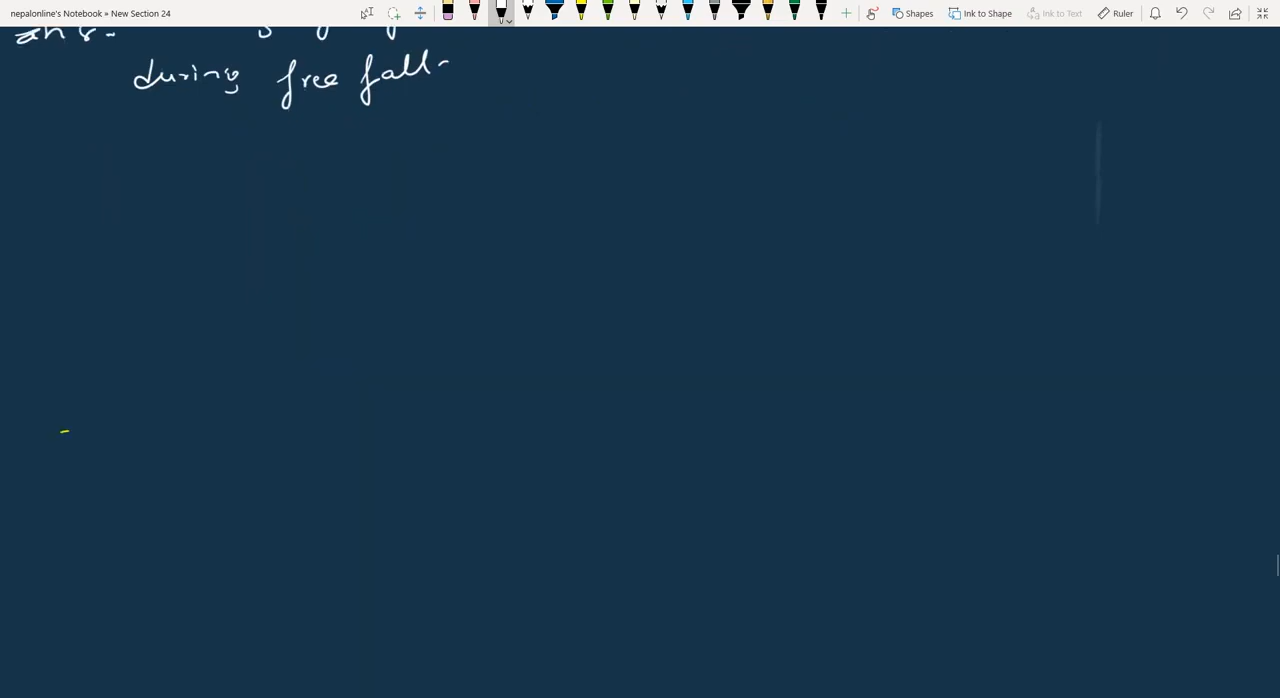 nepalonline's Notebook » New Section 24
Shapes
Ink to Shape
Ink to Text
Ruler
during free fall